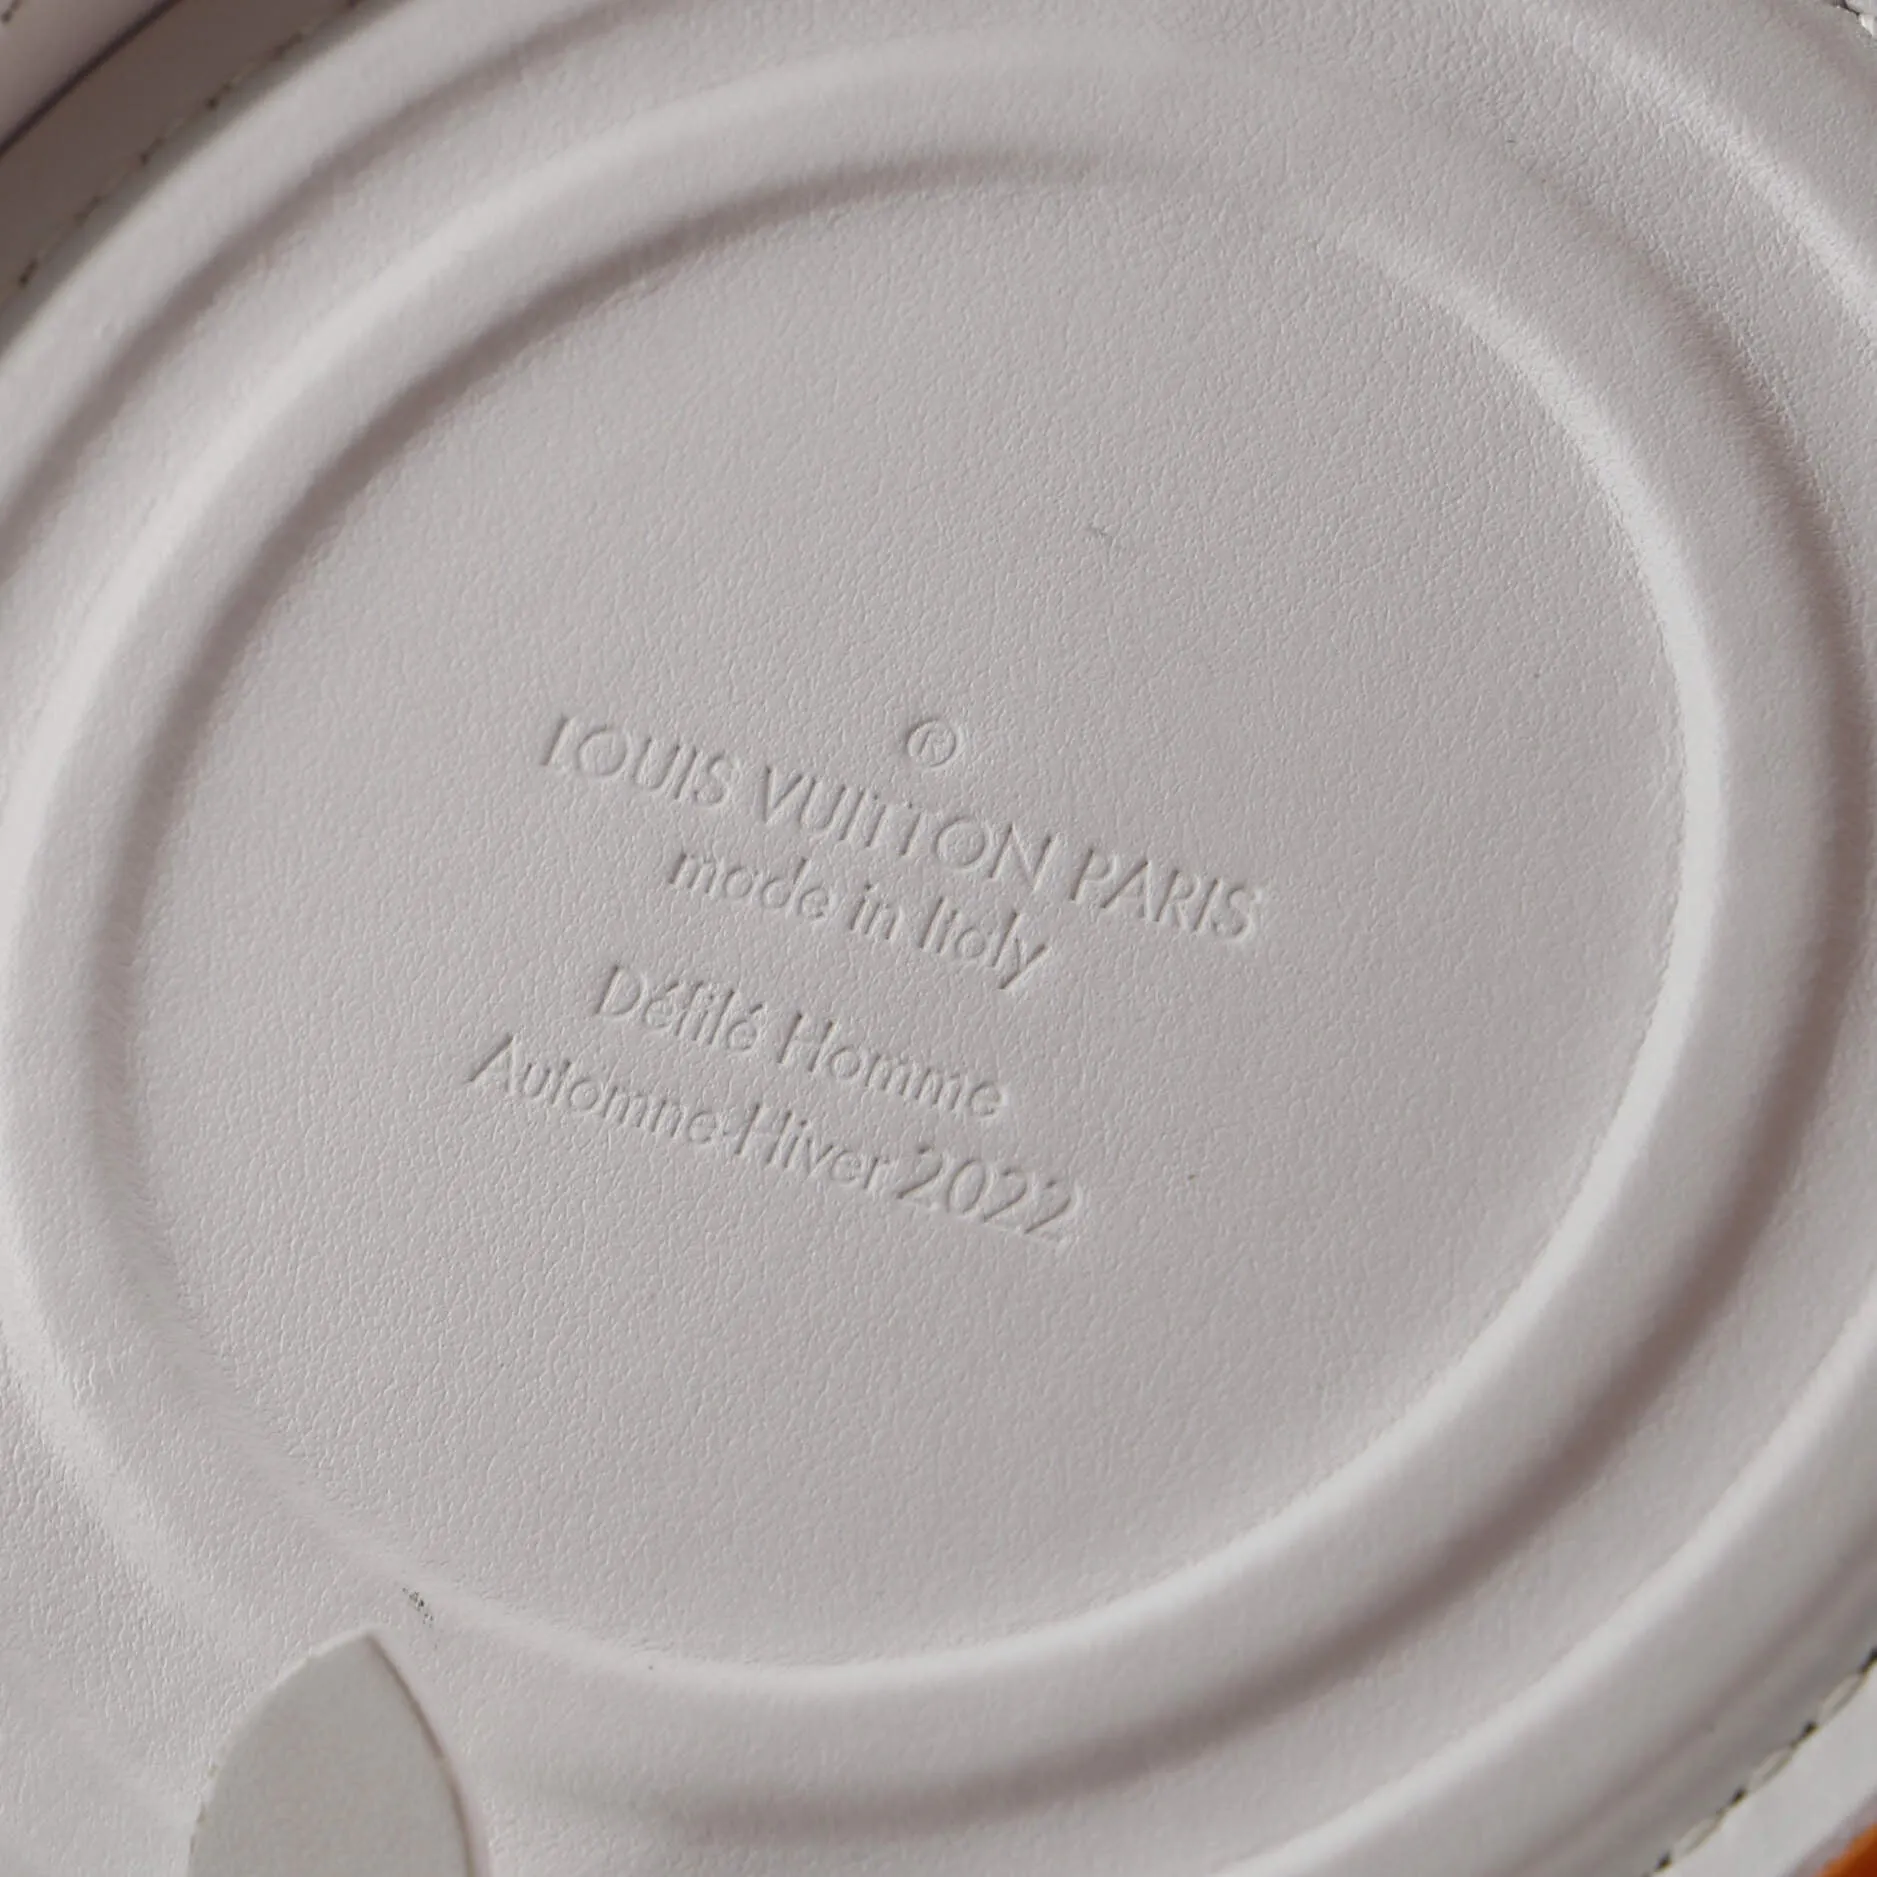 ®
LOUIS VUITTON PARIS
made in Italy
Défilé Homme
Automne-Hiver 2022